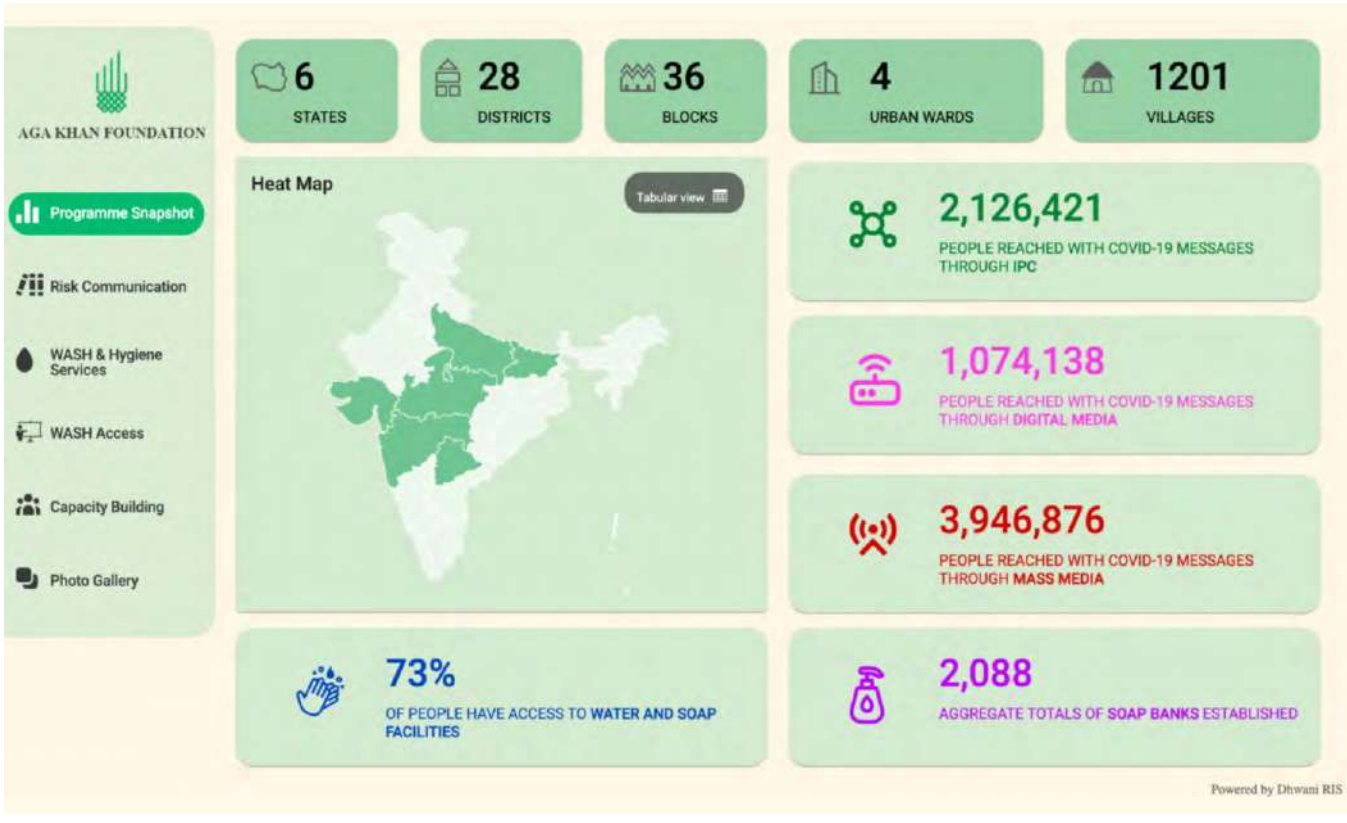 AGA KHAN FOUNDATION
Programme Snapshot
Risk Communication
WASH & Hygiene
Services
WASH Access
Capacity Building
Photo Gallery
6
STATES
28
DISTRICTS
36
BLOCKS
4
URBAN WARDS
1201
VILLAGES
Heat Map
Tabular view
2,126,421
PEOPLE REACHED WITH COVID-19 MESSAGES
THROUGH IPC
1,074,138
PEOPLE REACHED WITH COVID-19 MESSAGES
THROUGH DIGITAL MEDIA
3,946,876
PEOPLE REACHED WITH COVID-19 MESSAGES
THROUGH MASS MEDIA
73%
OF PEOPLE HAVE ACCESS TO WATER AND SOAP
FACILITIES
2,088
AGGREGATE TOTALS OF SOAP BANKS ESTABLISHED
Powered by Dhwani RIS